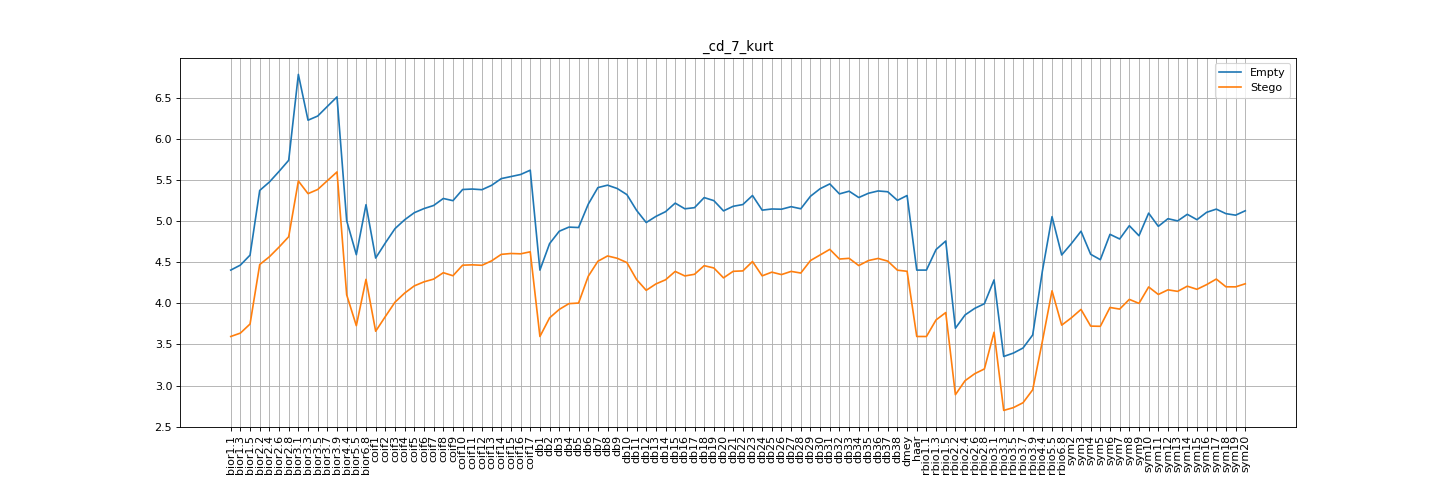 _cd_7_kurt
Empty
Stego
6.5
6.0
5.5
5.0
4.5
4.0
3.5
3.0
2.5
bior1.1
bior1.3
bior1.5
bior2.2
bior2.4
bior2.6
bior2.8
bior3.1
bior3.3
bior3.5
bior3.7
bior3.9
bior4.4
bior5.5
bior6.8
coif1
coif2
coif3
coif4
coif5
coif6
coif7
coif8
coif9
coif10
coif11
coif12
coif13
coif14
coif15
coif16
coif17
db1
db2
db3
db4
db5
db6
db7
db8
db9
db10
db11
db12
db13
db14
db15
db16
db17
db18
db19
db20
db21
db22
db23
db24
db25
db26
db27
db28
db29
db30
db31
db32
db33
db34
db35
db36
db37
db38
dmey
haar
rbio1.1
rbio1.3
rbio1.5
rbio2.2
rbio2.4
rbio2.6
rbio2.8
rbio3.1
rbio3.3
rbio3.5
rbio3.7
rbio3.9
rbio4.4
rbio5.5
rbio6.8
sym2
sym3
sym4
sym5
sym6
sym7
sym8
sym9
sym10
sym11
sym12
sym13
sym14
sym15
sym16
sym17
sym18
sym19
sym20